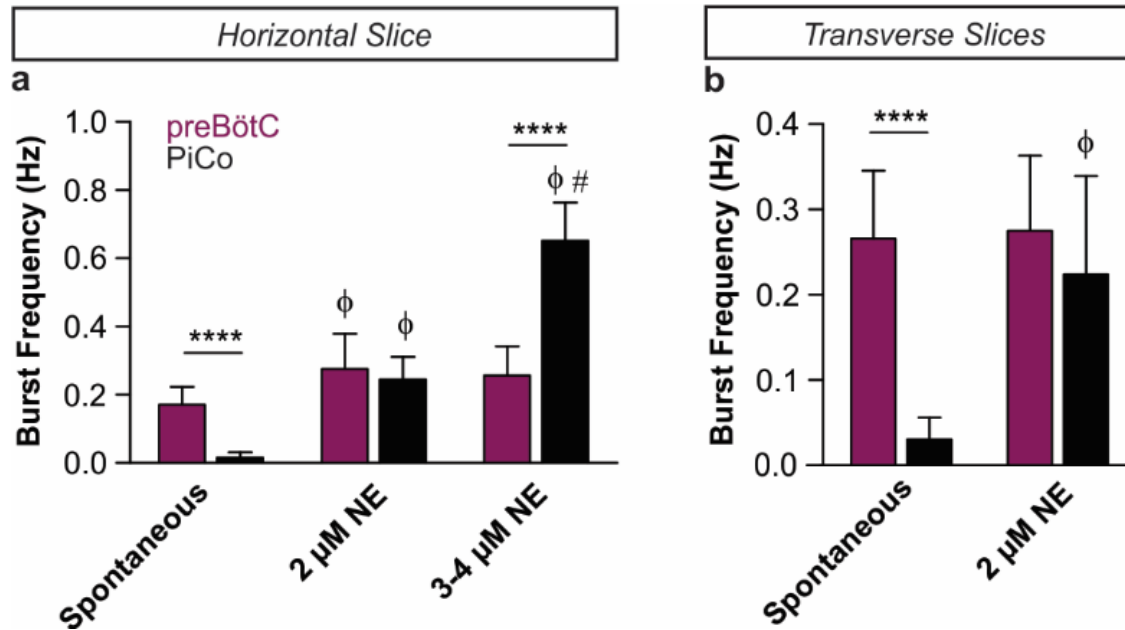 Horizontal Slice
Transverse Slices
a
preBötC
PiCo
Burst Frequency (Hz)
1.0
0.8
0.6
0.4
0.2
0.0
****
ϕ
ϕ
****
ϕ #
Spontaneous
2 µM NE
3-4 µM NE
b
Burst Frequency (Hz)
0.4
0.3
0.2
0.1
0.0
****
ϕ
Spontaneous
2 µM NE